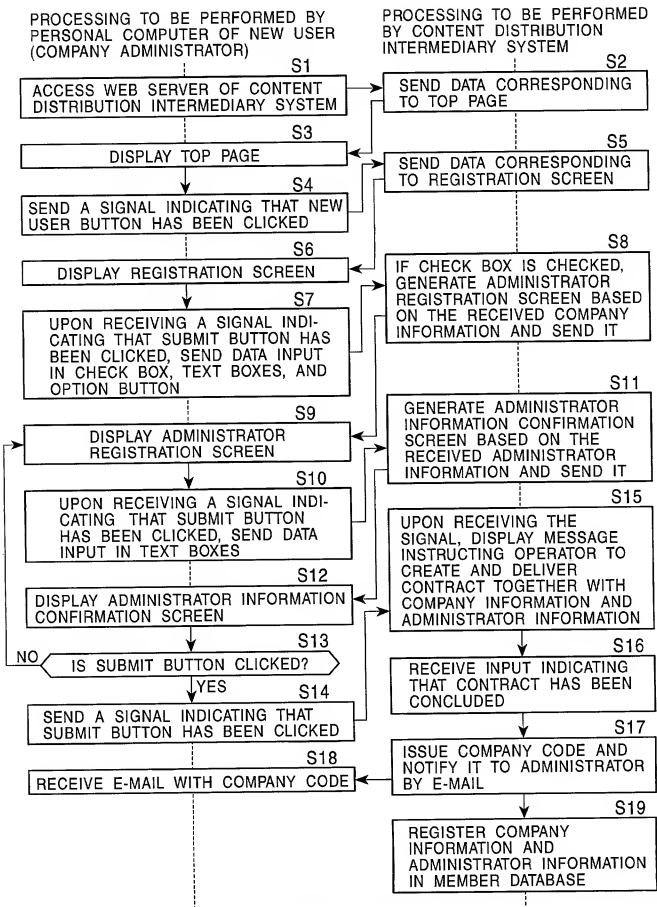 PROCESSING TO BE PERFORMED BY
PERSONAL COMPUTER OF NEW USER
(COMPANY ADMINISTRATOR)
PROCESSING TO BE PERFORMED
BY CONTENT DISTRIBUTION
INTERMEDIARY SYSTEM
S1
ACCESS WEB SERVER OF CONTENT
DISTRIBUTION INTERMEDIARY SYSTEM
S2
SEND DATA CORRESPONDING
TO TOP PAGE
S3
DISPLAY TOP PAGE
S4
SEND A SIGNAL INDICATING THAT NEW
USER BUTTON HAS BEEN CLICKED
S5
SEND DATA CORRESPONDING
TO REGISTRATION SCREEN
S6
DISPLAY REGISTRATION SCREEN
S7
UPON RECEIVING A SIGNAL INDI-
CATING THAT SUBMIT BUTTON HAS
BEEN CLICKED, SEND DATA INPUT
IN CHECK BOX, TEXT BOXES, AND
OPTION BUTTON
S8
IF CHECK BOX IS CHECKED,
GENERATE ADMINISTRATOR
REGISTRATION SCREEN BASED
ON THE RECEIVED COMPANY
INFORMATION AND SEND IT
S9
DISPLAY ADMINISTRATOR
REGISTRATION SCREEN
S10
UPON RECEIVING A SIGNAL INDI-
CATING THAT SUBMIT BUTTON
HAS BEEN CLICKED, SEND DATA
INPUT IN TEXT BOXES
S11
GENERATE ADMINISTRATOR
INFORMATION CONFIRMATION
SCREEN BASED ON THE
RECEIVED ADMINISTRATOR
INFORMATION AND SEND IT
S12
DISPLAY ADMINISTRATOR INFORMATION
CONFIRMATION SCREEN
S13
NO
IS SUBMIT BUTTON CLICKED?
YES
S14
SEND A SIGNAL INDICATING THAT
SUBMIT BUTTON HAS BEEN CLICKED
S15
UPON RECEIVING THE
SIGNAL, DISPLAY MESSAGE
INSTRUCTING OPERATOR TO
CREATE AND DELIVER
CONTRACT TOGETHER WITH
COMPANY INFORMATION AND
ADMINISTRATOR INFORMATION
S16
RECEIVE INPUT INDICATING
THAT CONTRACT HAS BEEN
CONCLUDED
S17
ISSUE COMPANY CODE AND
NOTIFY IT TO ADMINISTRATOR
BY E-MAIL
S18
RECEIVE E-MAIL WITH COMPANY CODE
S19
REGISTER COMPANY
INFORMATION AND
ADMINISTRATOR INFORMATION
IN MEMBER DATABASE